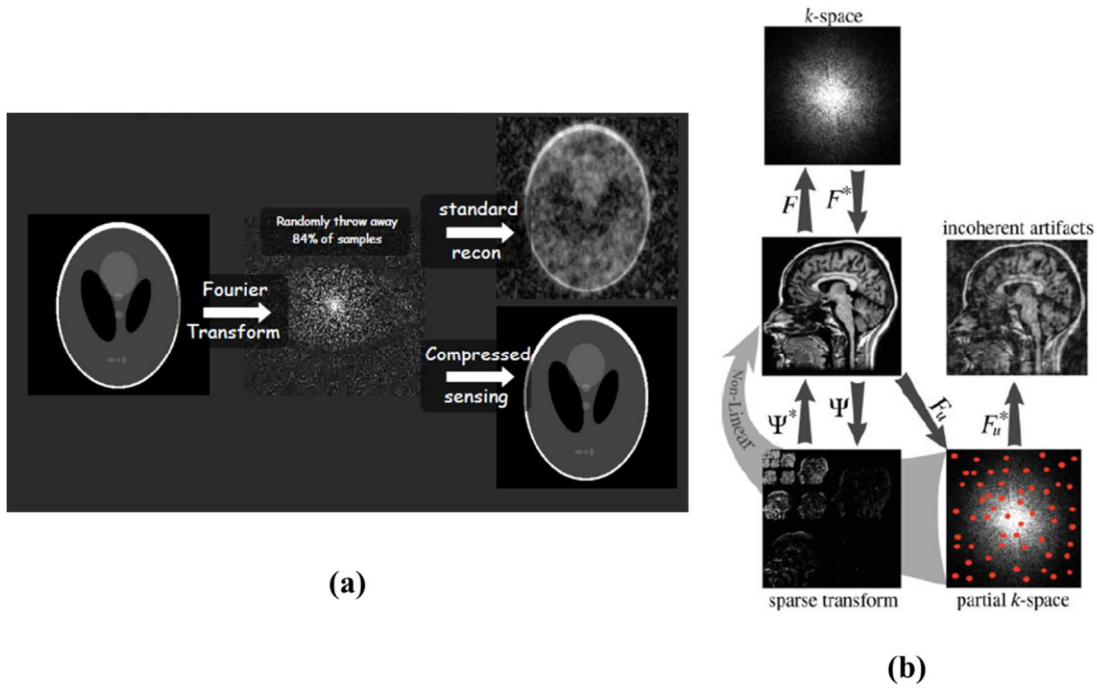 Randomly throw away
84% of samples
Fourier
Transform
standard
recon
Compressed
sensing
(a)
k-space
F
F*
incoherent artifacts
Non-Linear
Ψ*
Ψ
Fu
Fu*
sparse transform
partial k-space
(b)